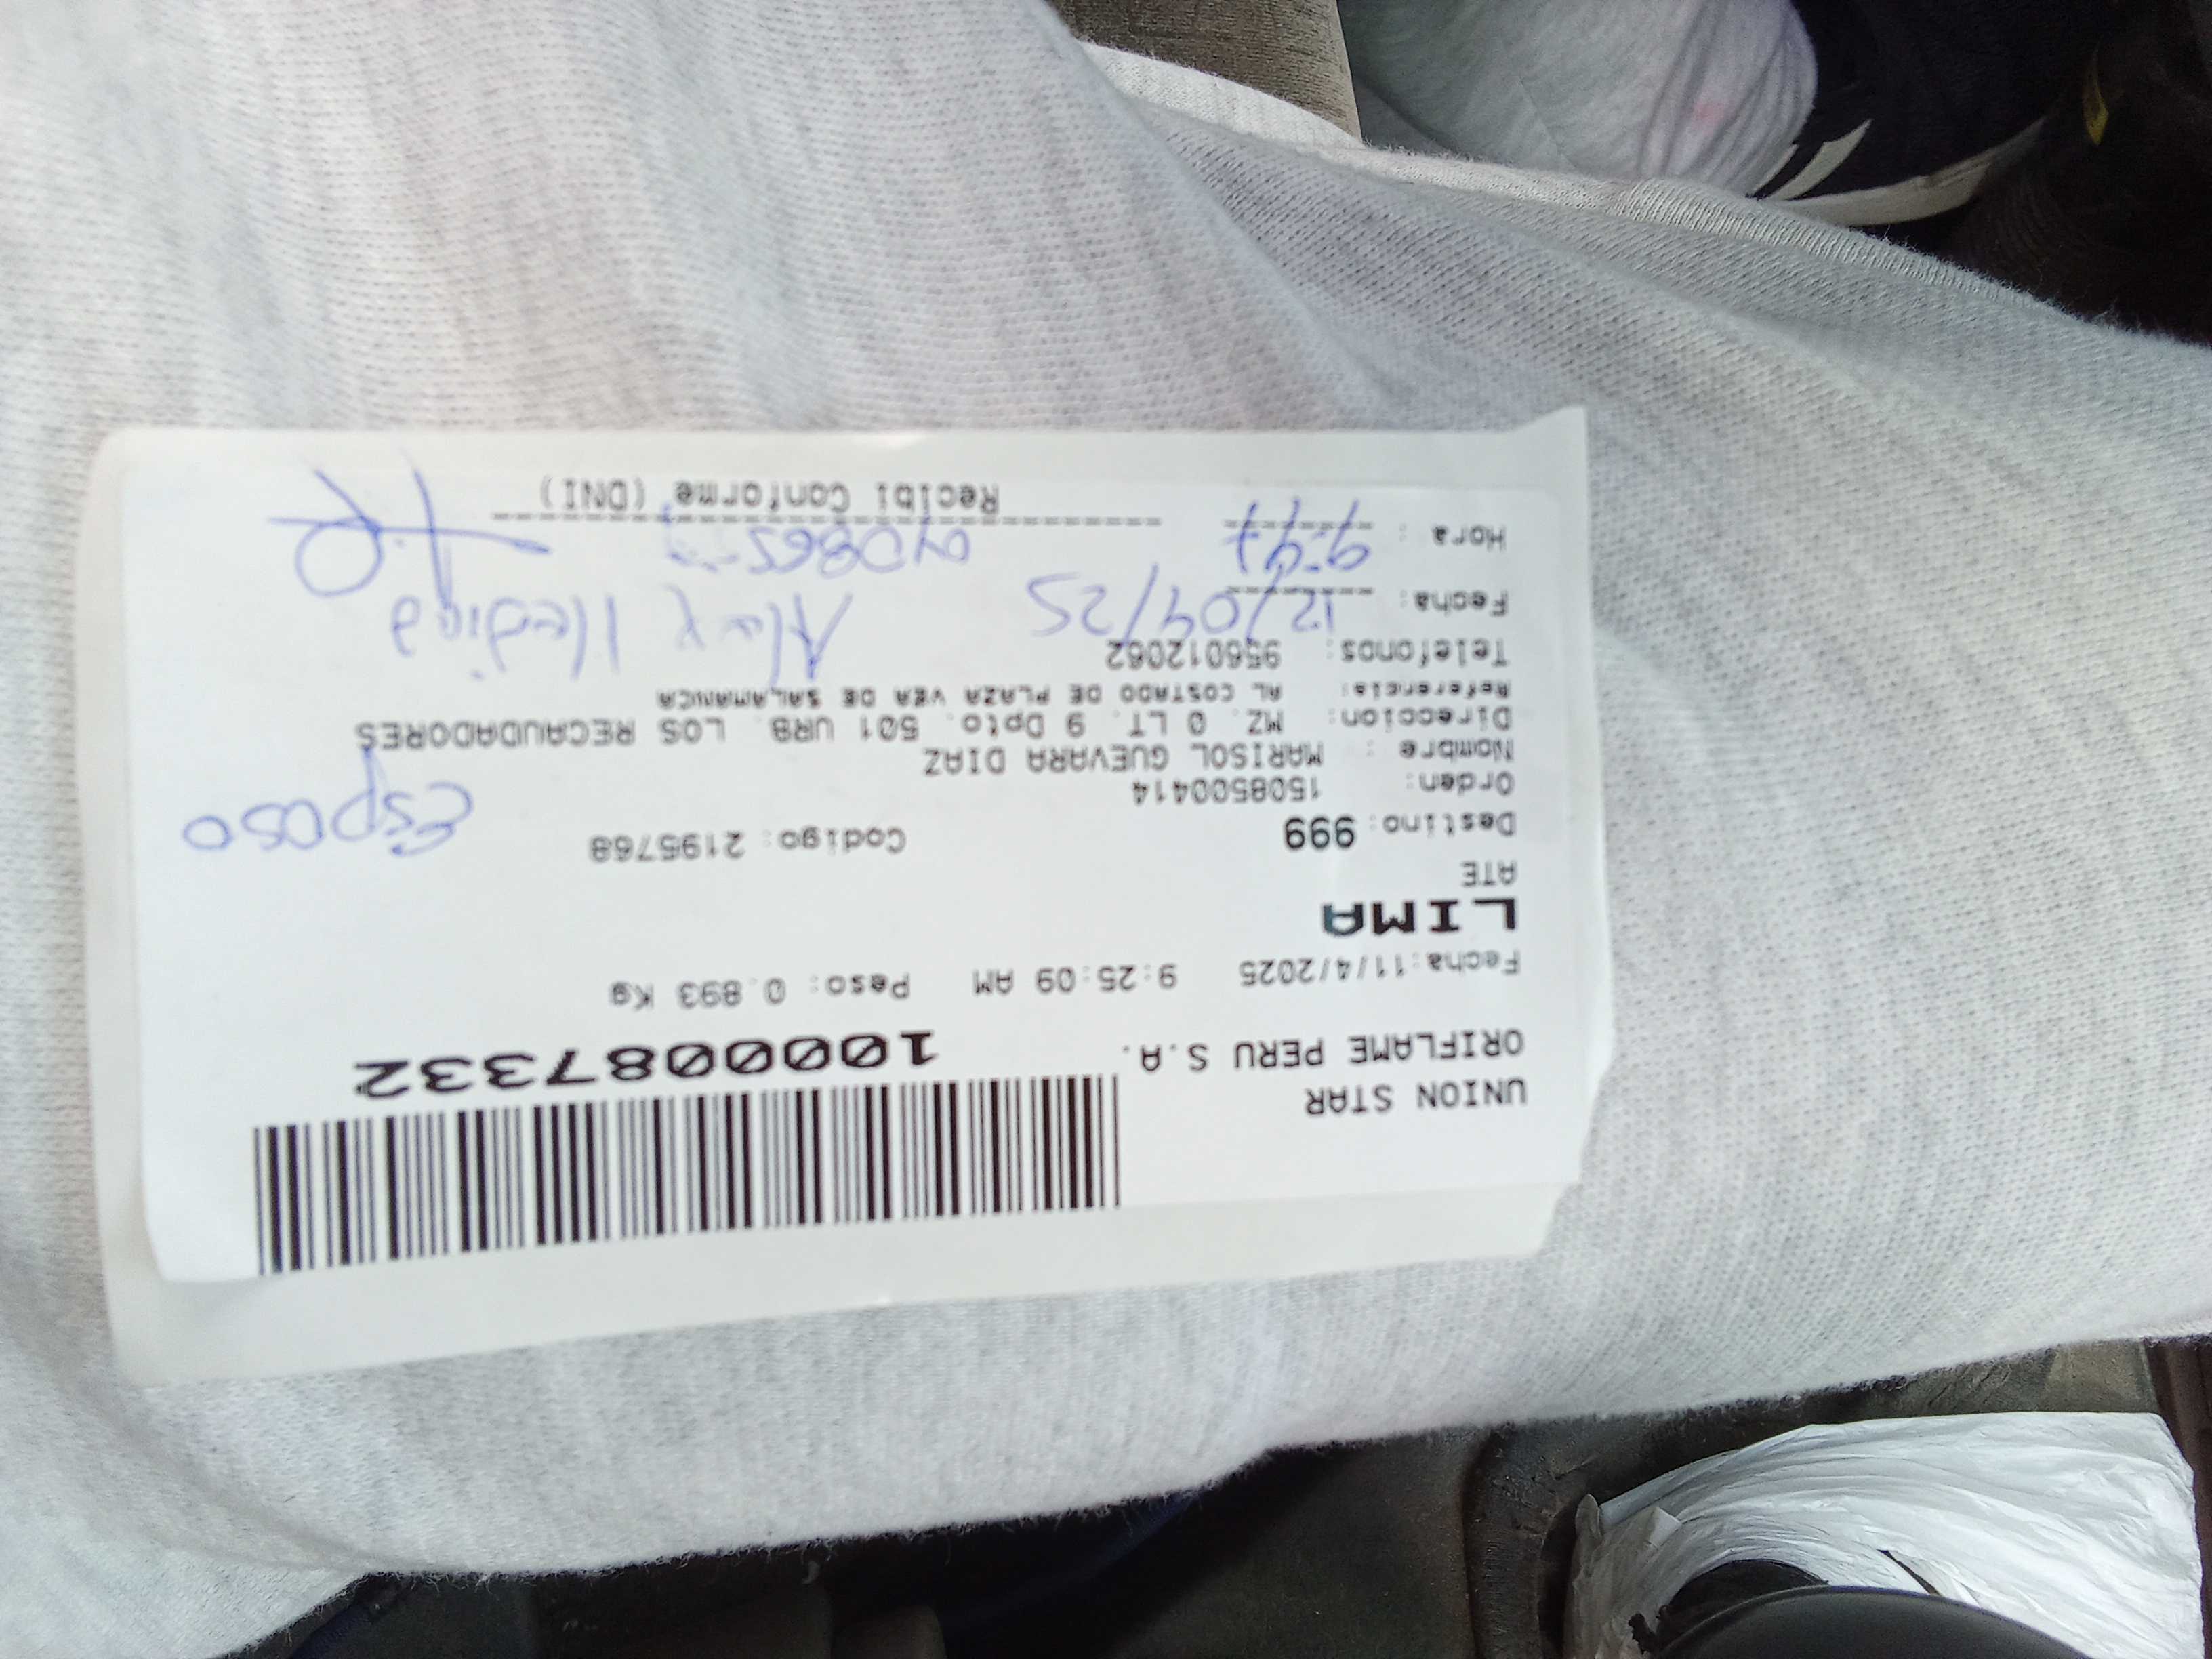 UNION STAR
ORIFLAME PERU S.A.
1000087332
Fecha:11/4/2025 9:25:09 AM Peso: 0.893 Kg
LIMA
ATE
Destino: 999 Codigo: 2195768
Esposo
Orden: 1508500414
Nombre : MARISOL GUEVARA DIAZ
Direccion: MZ. O LT. 9 Dpto. 501 URB. LOS RECAUDADORES
Referencia: AL COSTADO DE PLAZA VEA DE SALAMANCA
Telefonos: 956012062
Fecha: 12/04/25 Alex Medina
Hora : 9:47
Recibi Conforme (DNI)